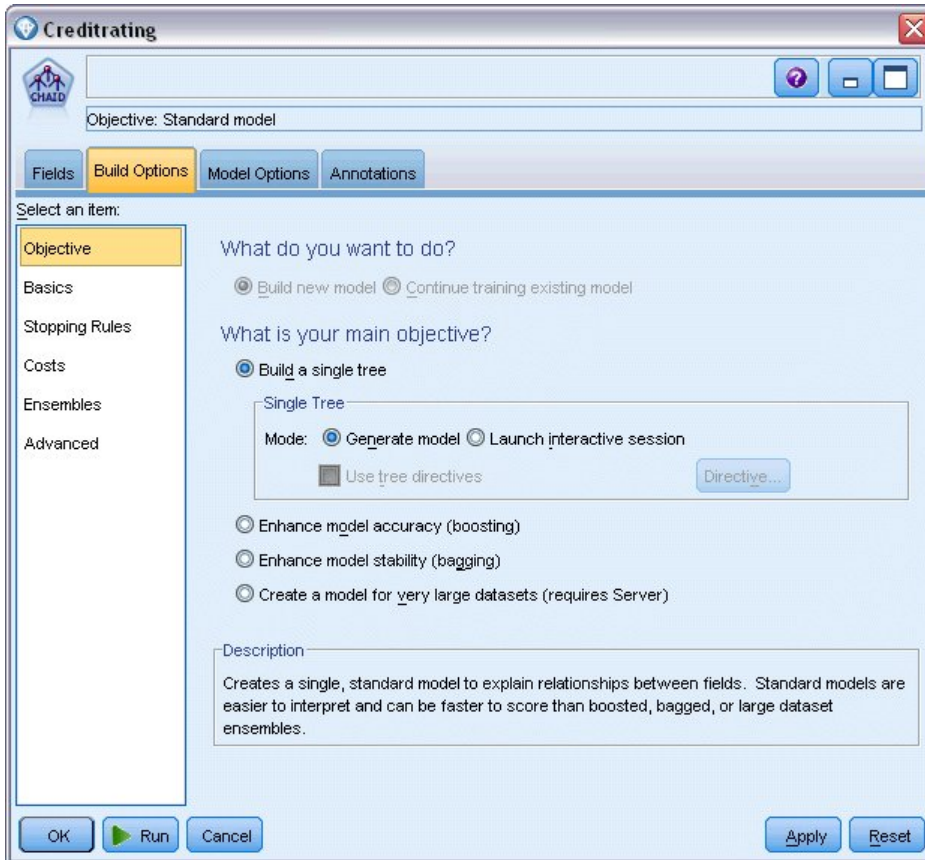 Creditrating
CHAID
Objective: Standard model
Fields Build Options Model Options Annotations
Select an item:
Objective
Basics
Stopping Rules
Costs
Ensembles
Advanced
What do you want to do?
Build new model Continue training existing model
What is your main objective?
Build a single tree
Single Tree
Mode: Generate model Launch interactive session
Use tree directives Directive...
Enhance model accuracy (boosting)
Enhance model stability (bagging)
Create a model for very large datasets (requires Server)
Description
Creates a single, standard model to explain relationships between fields. Standard models are
easier to interpret and can be faster to score than boosted, bagged, or large dataset
ensembles.
OK Run Cancel Apply Reset